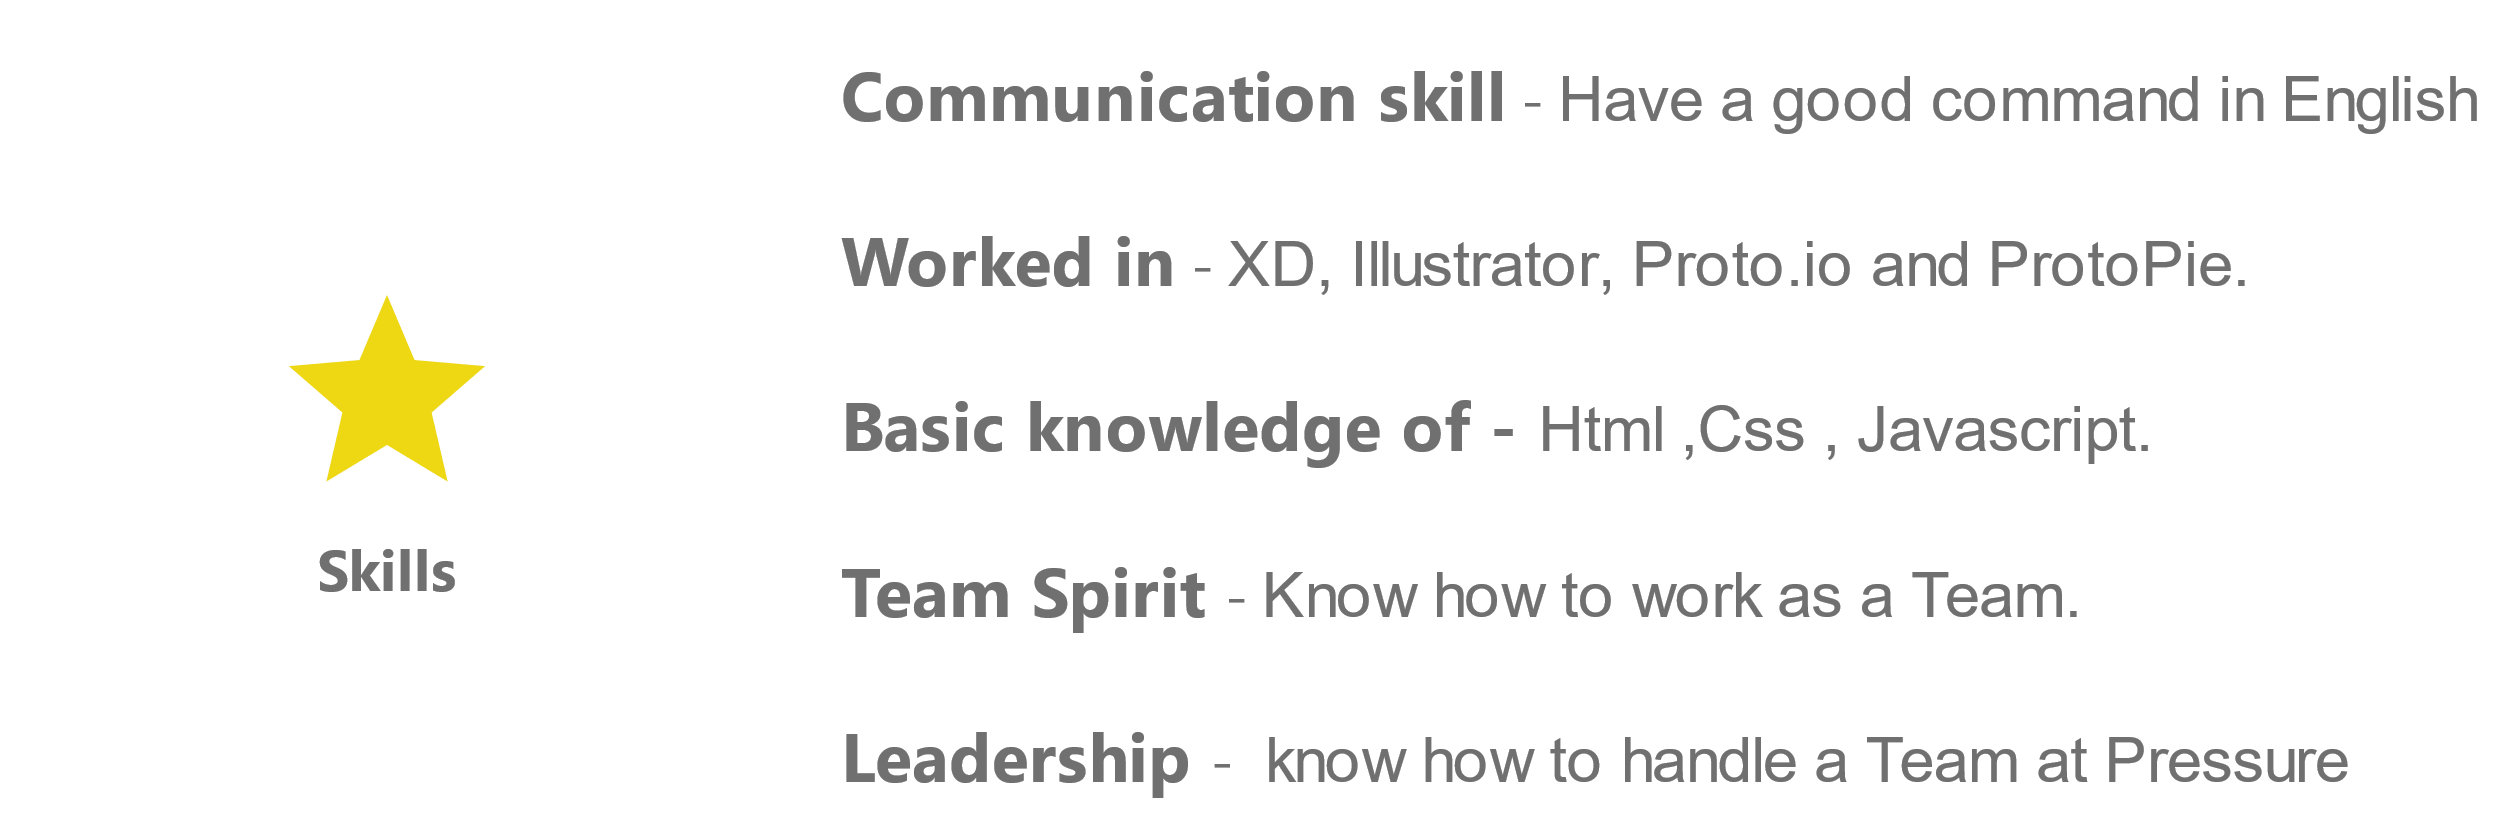 Communication skill - Have a good command in English
Worked in - XD, Illustrator, Proto.io and ProtoPie.
Basic knowledge of - Html ,Css , Javascript.
Skills
Team Spirit - Know how to work as a Team.
Leadership - know how to handle a Team at Pressure